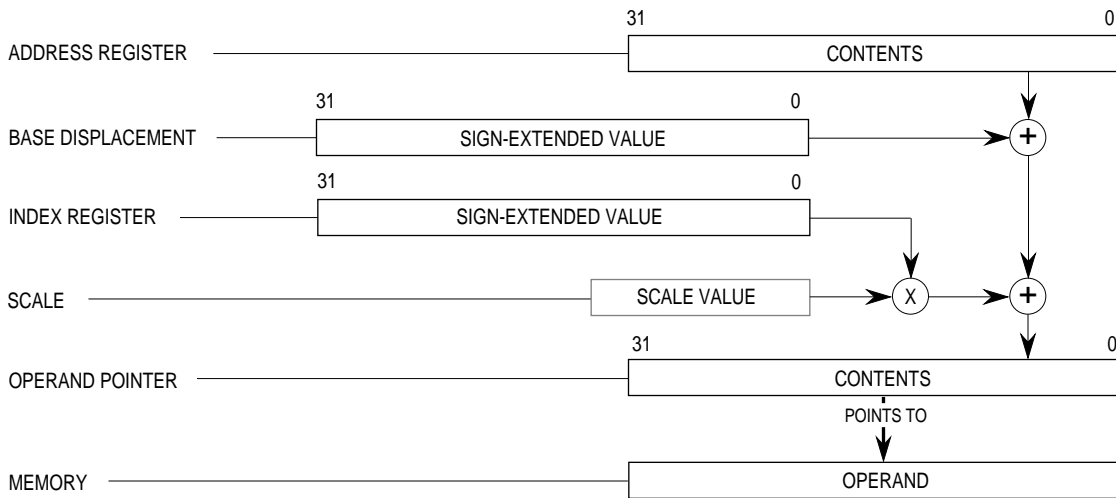 31 0
ADDRESS REGISTER CONTENTS
31 0
BASE DISPLACEMENT SIGN-EXTENDED VALUE +
31 0
INDEX REGISTER SIGN-EXTENDED VALUE
SCALE SCALE VALUE X +
31 0
OPERAND POINTER CONTENTS
POINTS TO
MEMORY OPERAND